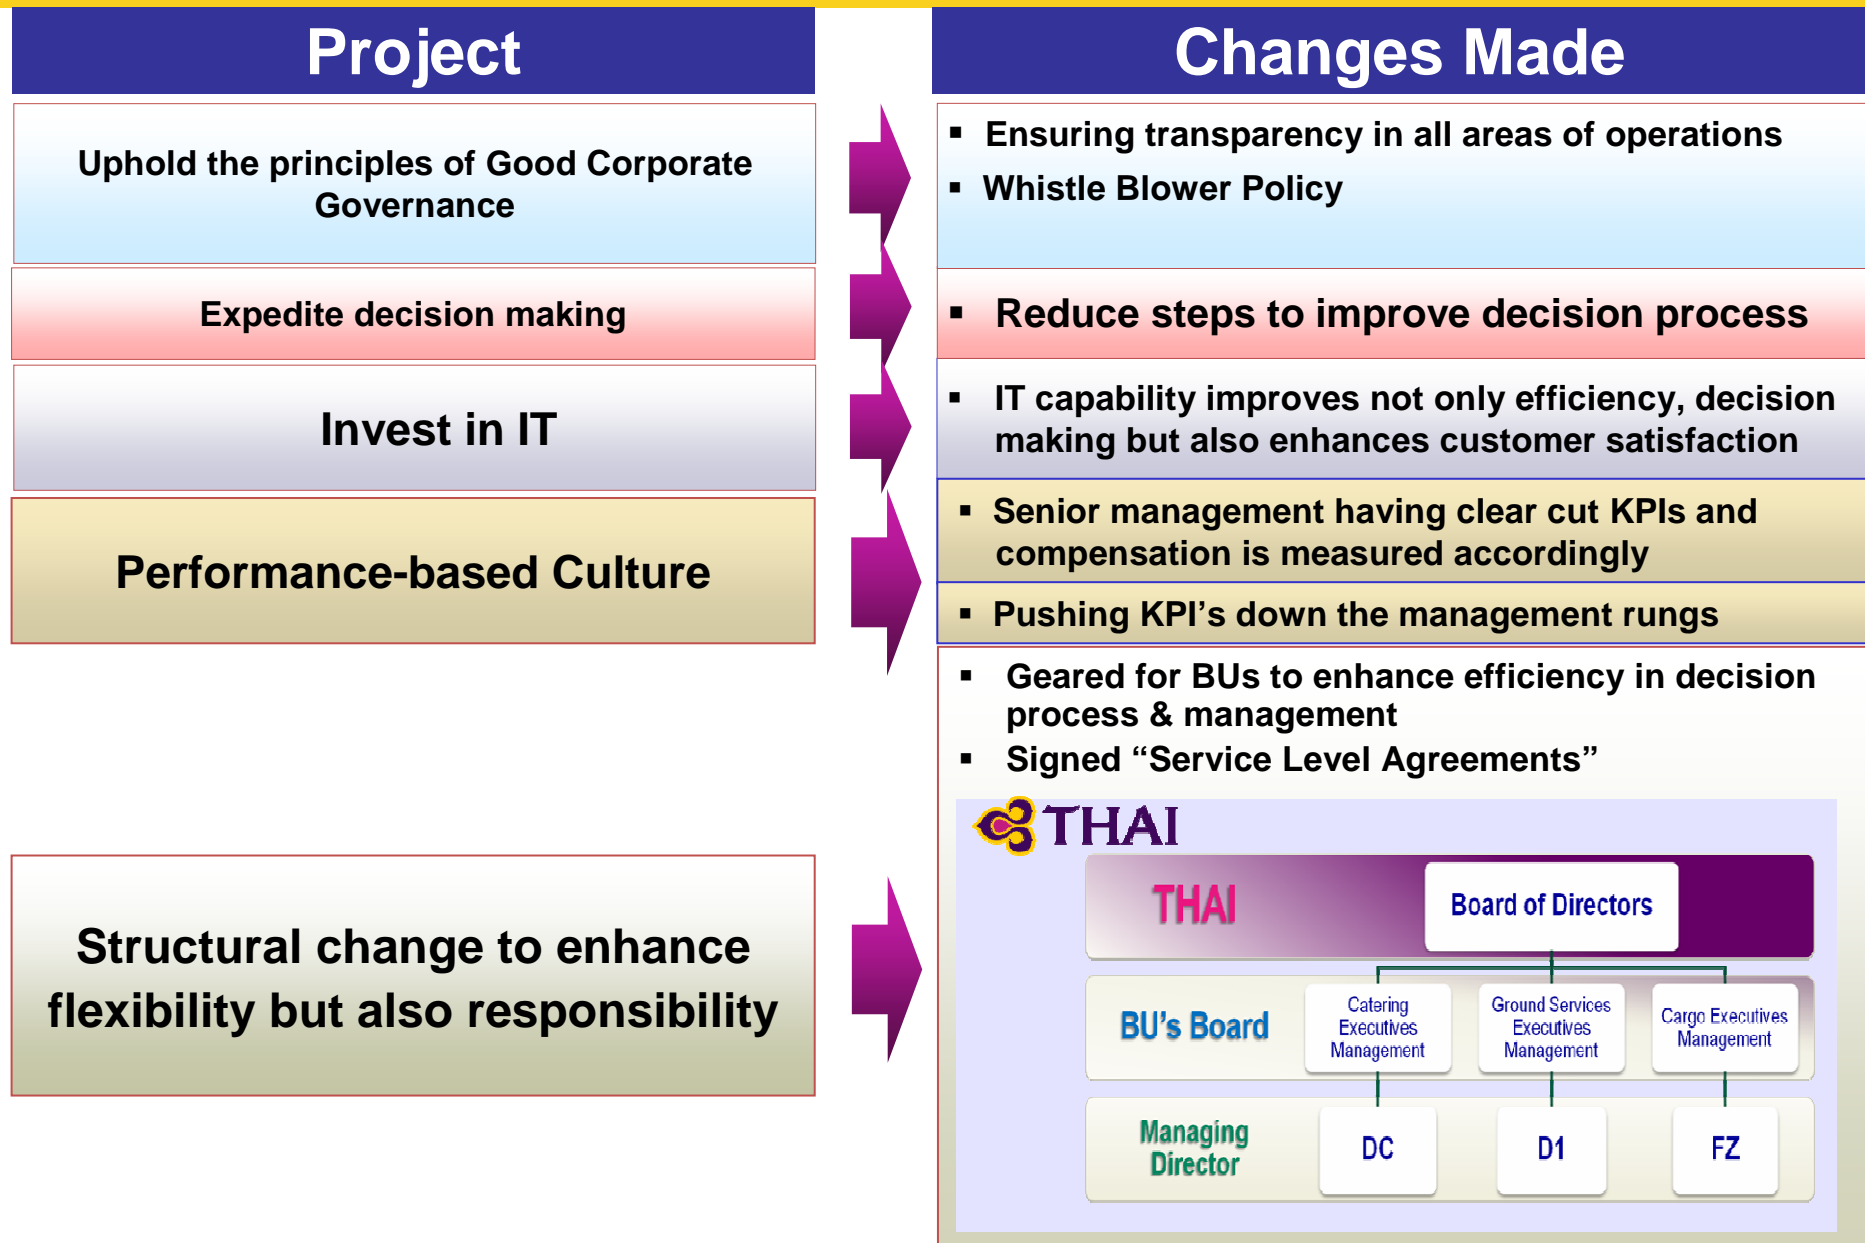 Project
Changes Made
Uphold the principles of Good Corporate
Governance
▪ Ensuring transparency in all areas of operations
▪ Whistle Blower Policy
Expedite decision making
▪ Reduce steps to improve decision process
Invest in IT
▪ IT capability improves not only efficiency, decision
making but also enhances customer satisfaction
Performance-based Culture
▪ Senior management having clear cut KPIs and
compensation is measured accordingly
▪ Pushing KPI’s down the management rungs
Structural change to enhance
flexibility but also responsibility
▪ Geared for BUs to enhance efficiency in decision
process & management
▪ Signed “Service Level Agreements”
THAI
THAI
Board of Directors
BU’s Board
Catering
Executives
Management
Ground Services
Executives
Management
Cargo Executives
Management
Managing
Director
DC
D1
FZ